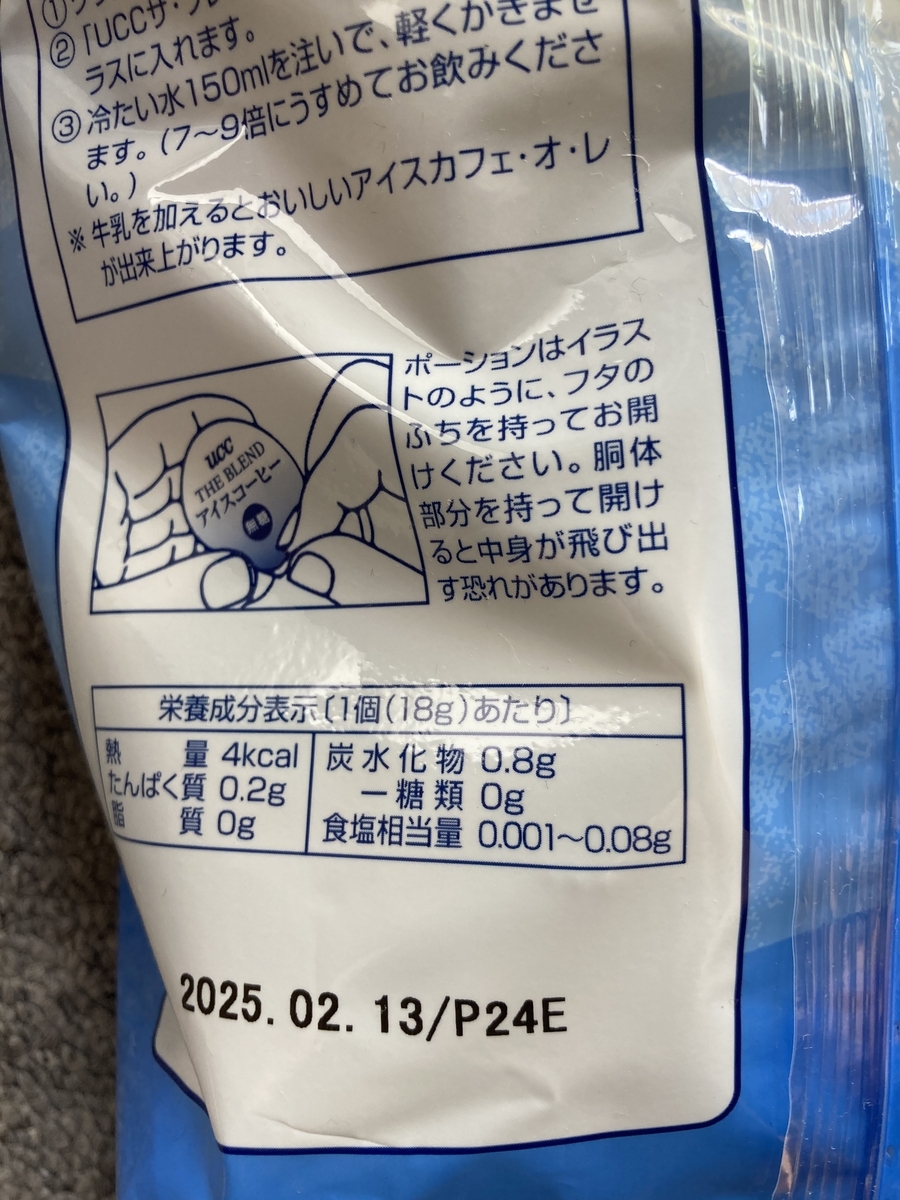 ②「UCCザ・ブレ
ラスに入れます。
③冷たい水150mlを注いで、軽くかきませ
ます。(7〜9倍にうすめてお飲みくださ
い。)
※牛乳を加えるとおいしいアイスカフェ・オ・レ
が出来上がります。
ポーションはイラス
トのように、フタの
ふちを持ってお開
けください。胴体
部分を持って開け
ると中身が飛び出
す恐れがあります。
UCC
THE BLEND
アイスコーヒー
無糖
栄養成分表示〔1個(18g)あたり〕
熱量 4kcal
たんぱく質 0.2g
脂質 0g
炭水化物 0.8g
ー糖類 0g
食塩相当量 0.001〜0.08g
2025.02.13/P24E